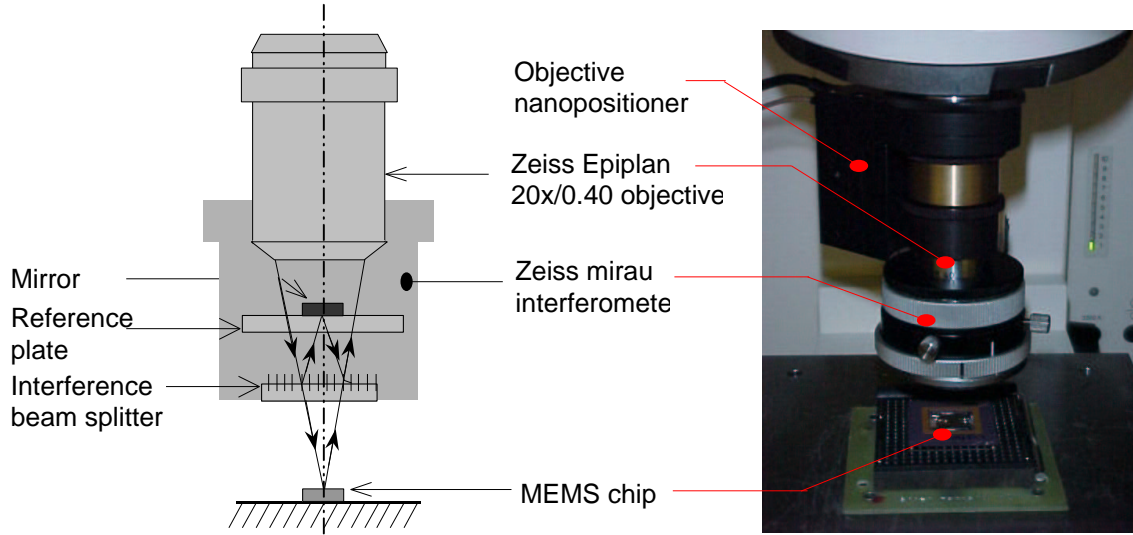 Objective
nanopositioner
Zeiss Epiplan
20x/0.40 objective
Mirror
Zeiss mirau
interferomete
Reference
plate
Interference
beam splitter
MEMS chip